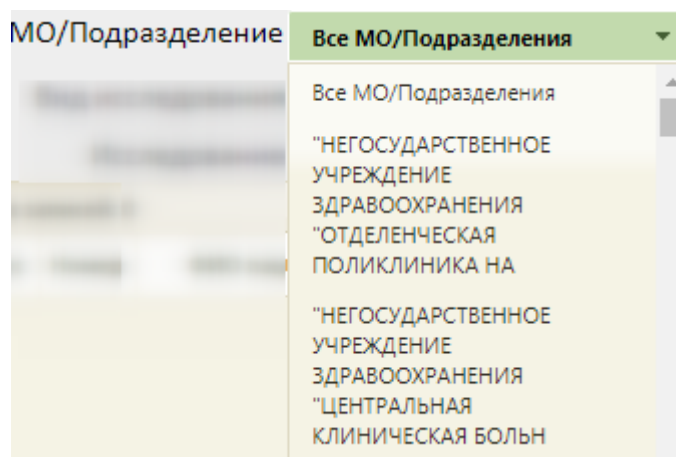 МО/Подразделение
Все МО/Подразделения
Все МО/Подразделения
"НЕГОСУДАРСТВЕННОЕ
УЧРЕЖДЕНИЕ
ЗДРАВООХРАНЕНИЯ
"ОТДЕЛЕНЧЕСКАЯ
ПОЛИКЛИНИКА НА
"НЕГОСУДАРСТВЕННОЕ
УЧРЕЖДЕНИЕ
ЗДРАВООХРАНЕНИЯ
"ЦЕНТРАЛЬНАЯ
КЛИНИЧЕСКАЯ БОЛЬН